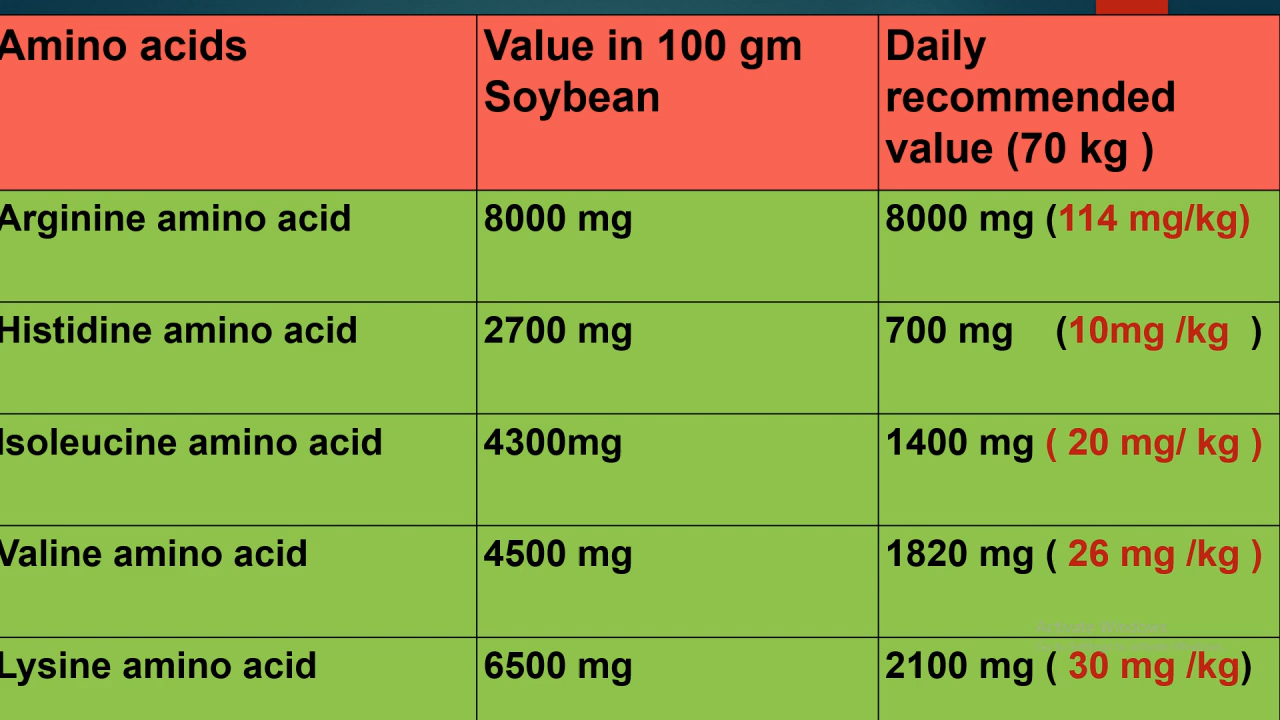 Amino acids
Value in 100 gm
Soybean
Daily
recommended
value (70 kg )
Arginine amino acid
8000 mg
8000 mg (114 mg/kg)
Histidine amino acid
2700 mg
700 mg (10mg /kg )
Isoleucine amino acid
4300mg
1400 mg ( 20 mg/ kg )
Valine amino acid
4500 mg
1820 mg ( 26 mg /kg )
Activate Windows
Lysine amino acid
6500 mg
2100 mg ( 30 mg /kg)